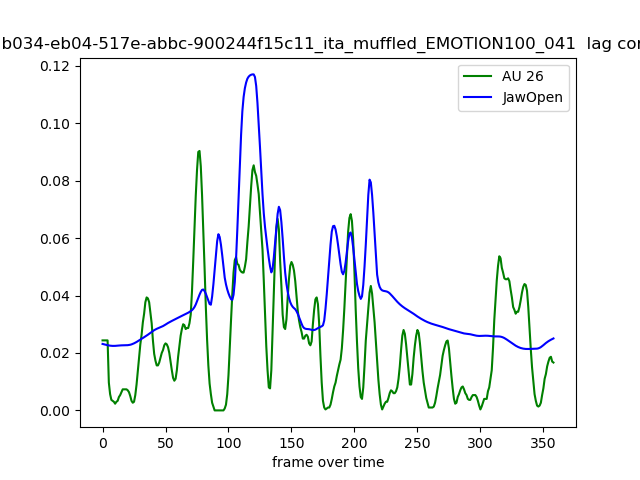 b034-eb04-517e-abbc-900244f15c11_ita_muffled_EMOTION100_041 lag cor
AU 26
JawOpen
0.12
0.10
0.08
0.06
0.04
0.02
0.00
0 50 100 150 200 250 300 350
frame over time